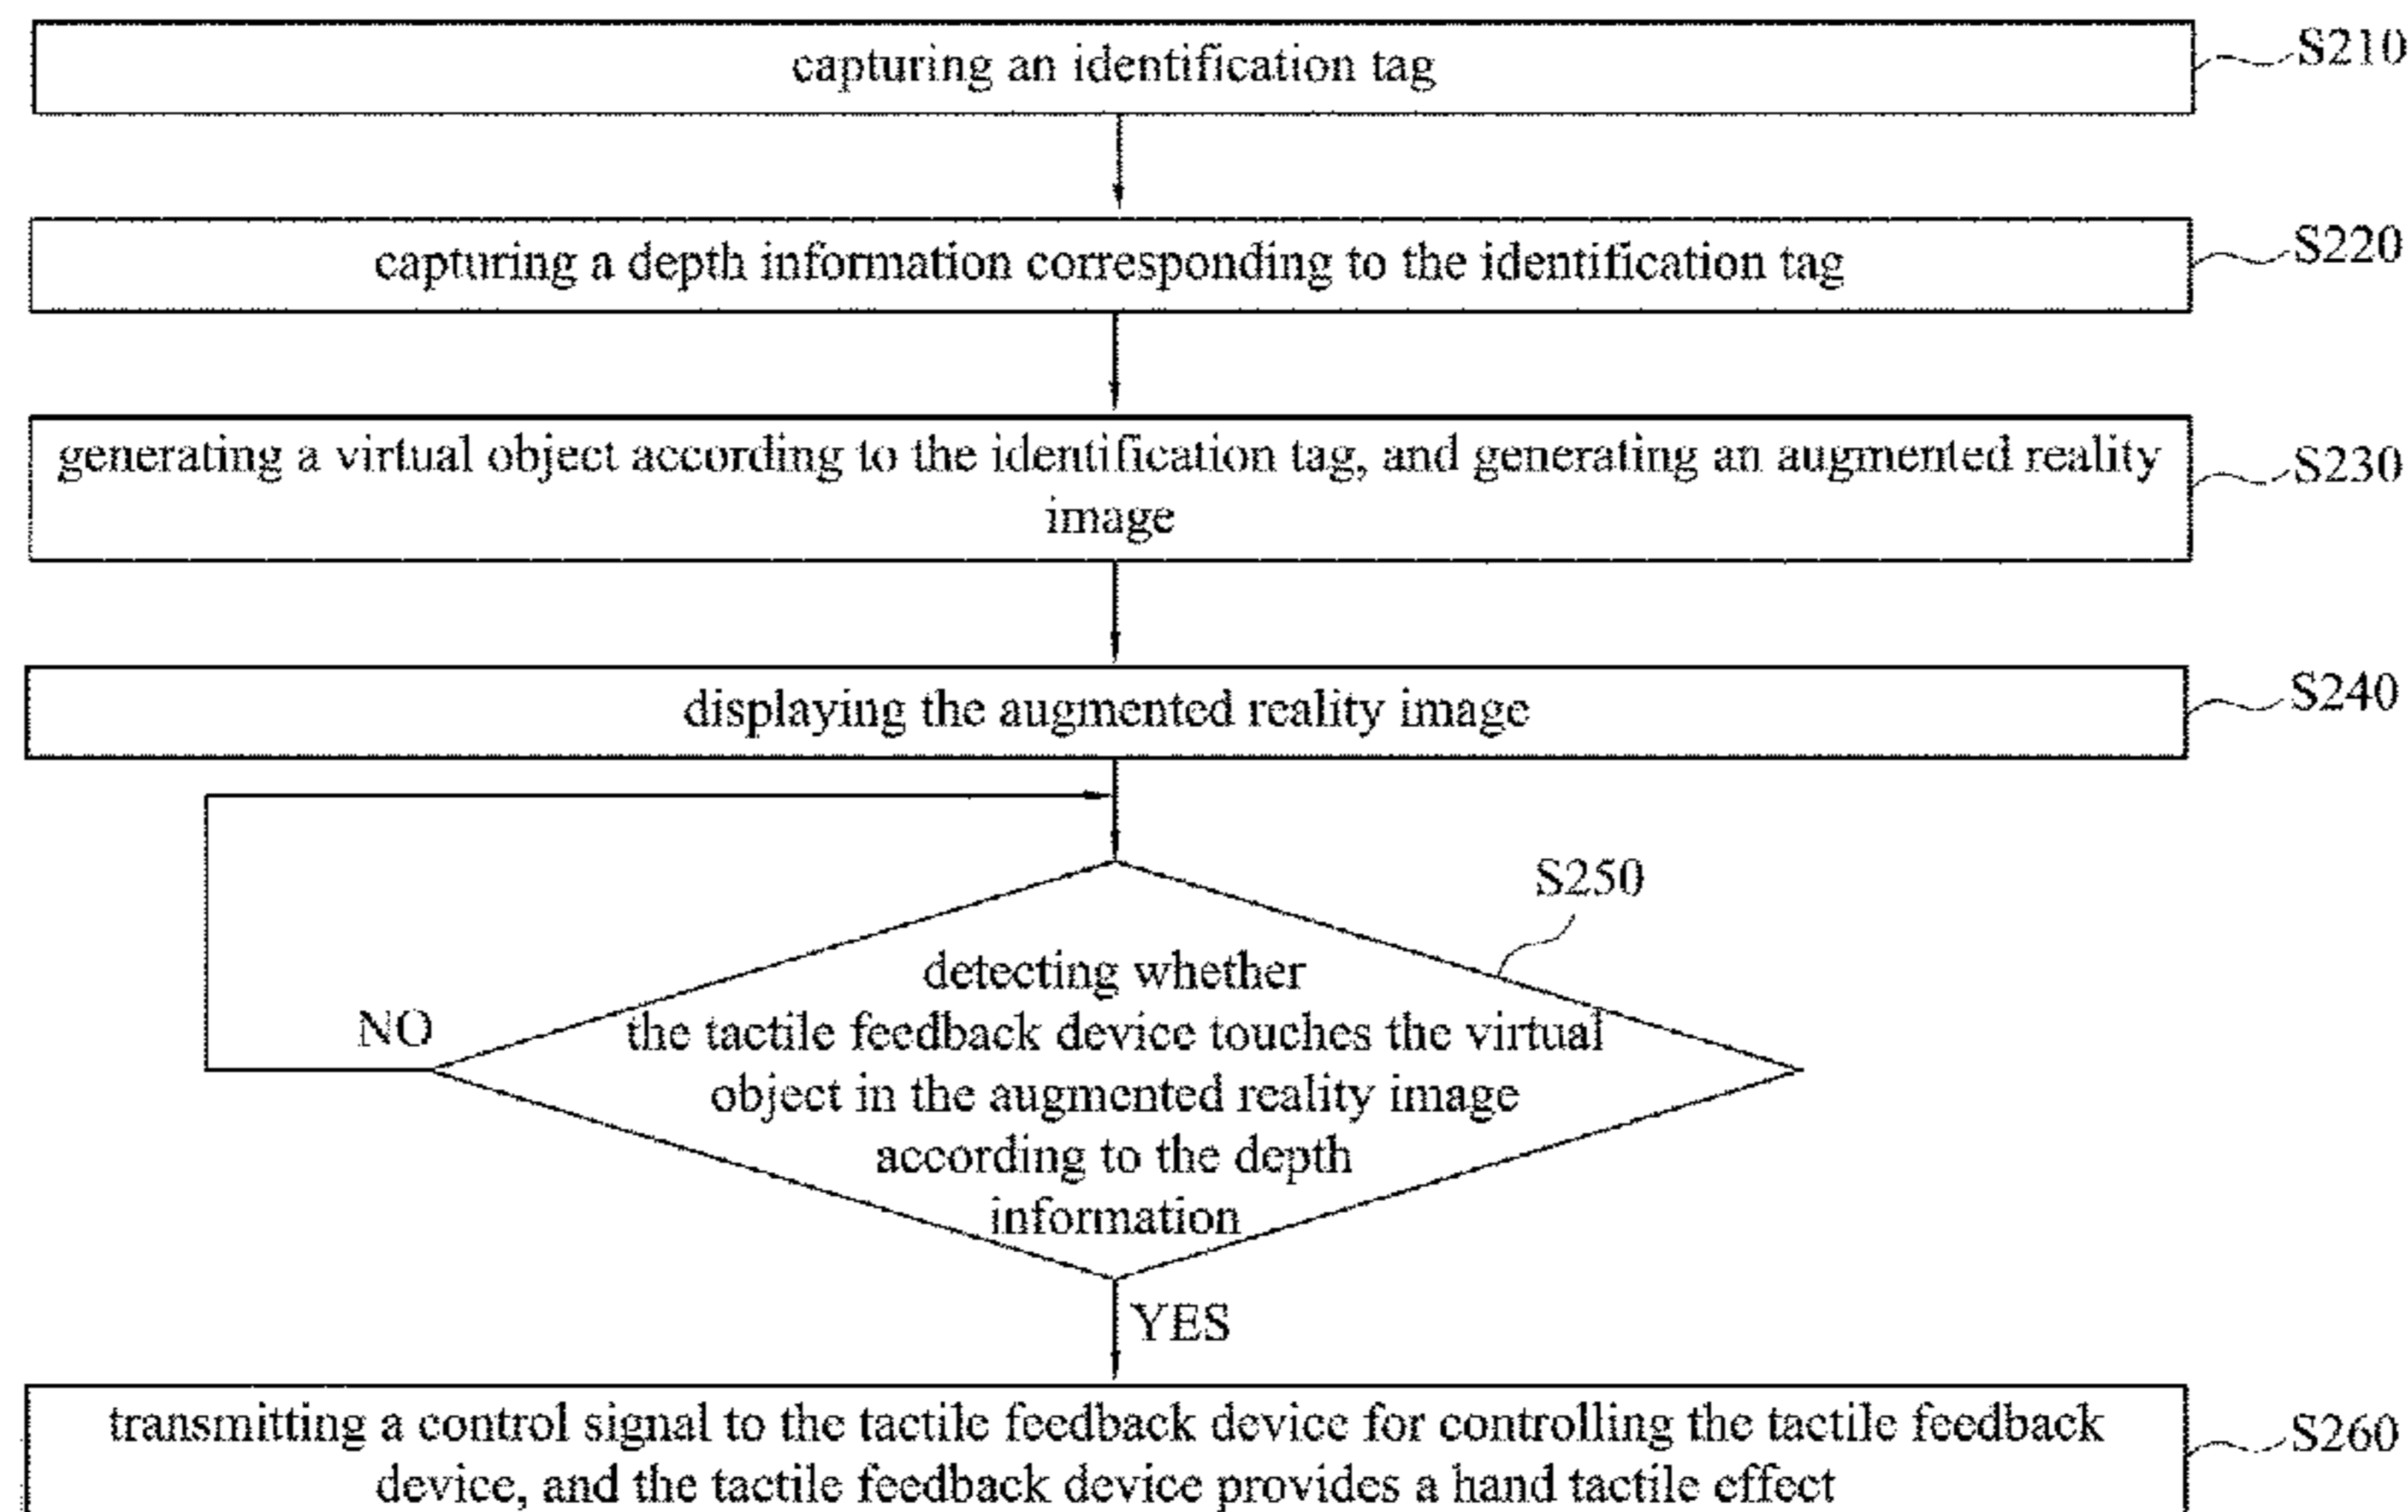 capturing an identification tag
S210
capturing a depth information corresponding to the identification tag
S220
generating a virtual object according to the identification tag, and generating an augmented reality
image
S230
displaying the augmented reality image
S240
S250
detecting whether
the tactile feedback device touches the virtual
object in the augmented reality image
according to the depth
information
NO
YES
transmitting a control signal to the tactile feedback device for controlling the tactile feedback
device, and the tactile feedback device provides a hand tactile effect
S260